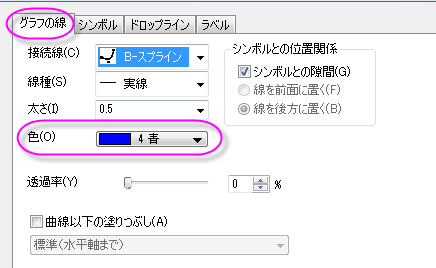 グラフの線 シンボル ドロップライン ラベル
接続線(C) B-スプライン
線種(S) 実線
太さ(I) 0.5
色(O) 4 青
透過率(Y) 0 %
曲線以下の塗りつぶし(A)
標準(水平軸まで)
シンボルとの位置関係
シンボルとの隙間(G)
線を前面に置く(F)
線を後方に置く(B)